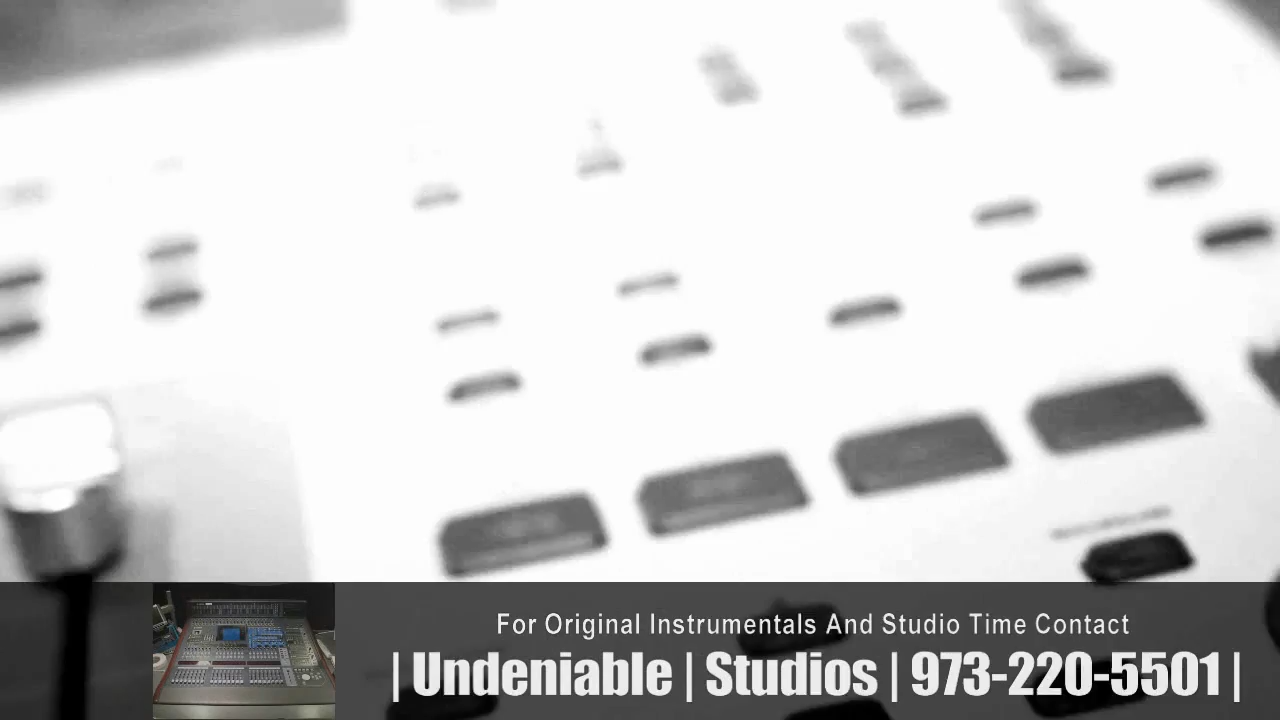 For Original Instrumentals And Studio Time Contact
| Undeniable | Studios | 973-220-5501 |